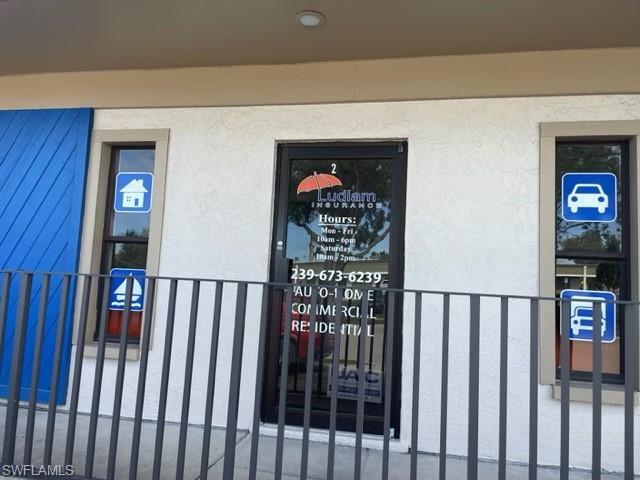 2
Ludlam
INSURANCE
Hours:
Mon - Fri
10am - 6pm
Saturday
10am - 2pm
239-673-6239
AUTO-HOME
COMMERCIAL
RESIDENTIAL
SWFLAMLS